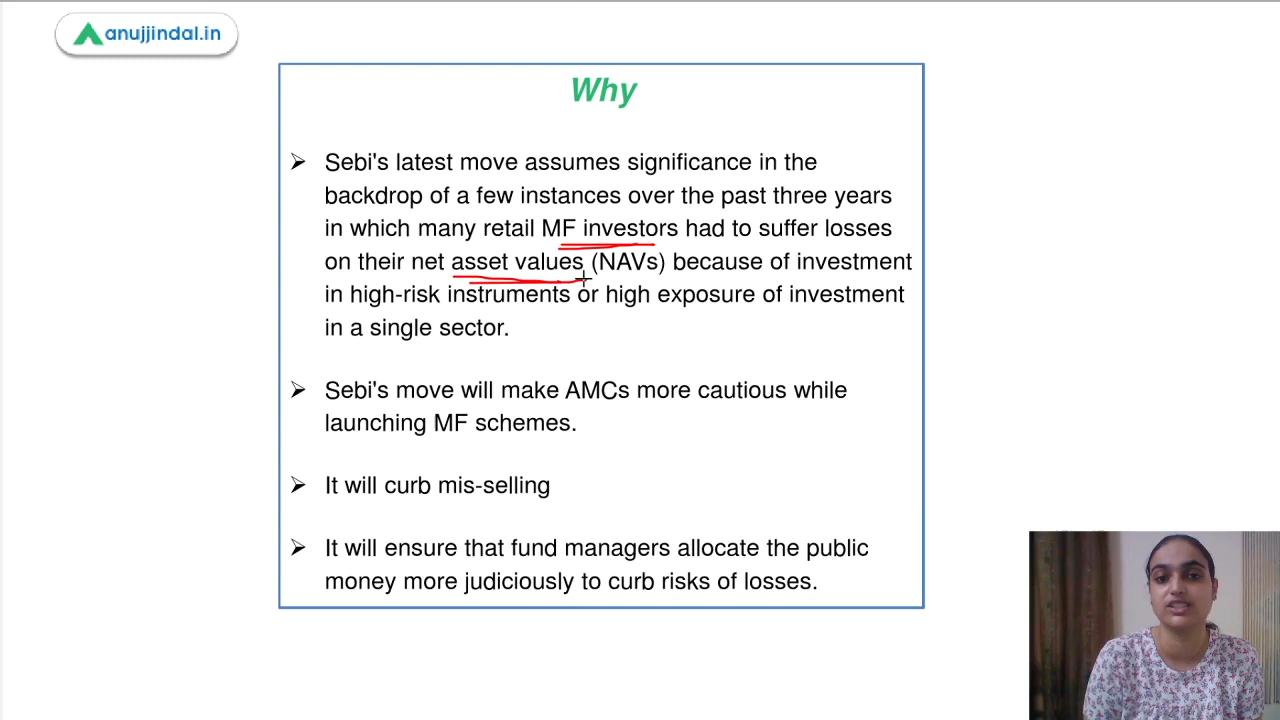 anujjindal.in
Why
➢ Sebi's latest move assumes significance in the
backdrop of a few instances over the past three years
in which many retail MF investors had to suffer losses
on their net asset values (NAVs) because of investment
in high-risk instruments or high exposure of investment
in a single sector.
➢ Sebi's move will make AMCs more cautious while
launching MF schemes.
➢ It will curb mis-selling
➢ It will ensure that fund managers allocate the public
money more judiciously to curb risks of losses.